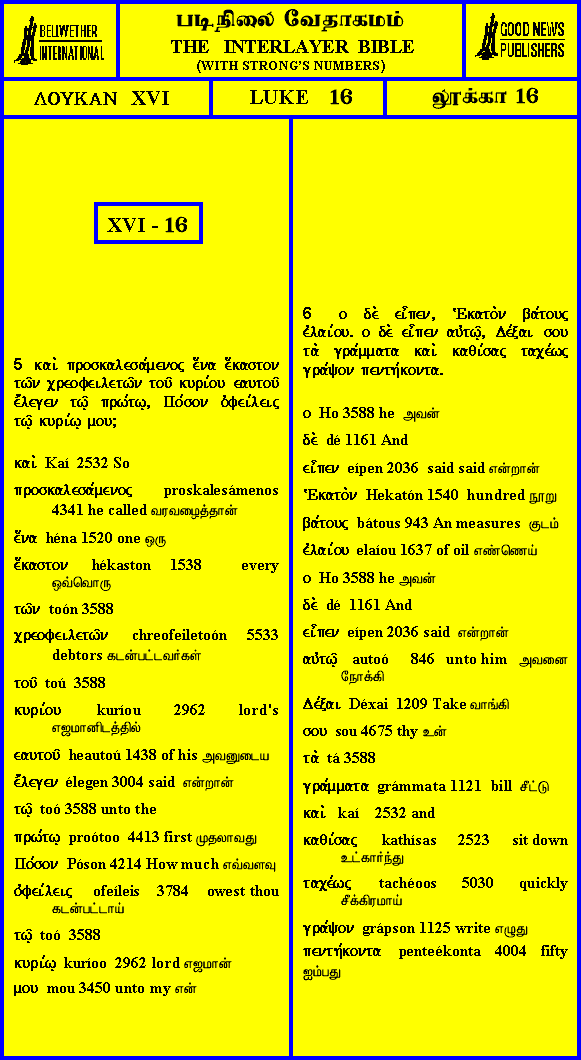 BELLWETHER
INTERNATIONAL
படிநிலை வேதாகமம்
THE INTERLAYER BIBLE
(WITH STRONG'S NUMBERS)
GOOD NEWS
PUBLISHERS
ΛΟΥΚΑΝ XVI
LUKE 16
லூக்கா 16
XVI - 16
5 καὶ προσκαλεσάμενος ἕνα ἕκαστον
τῶν χρεοφειλετῶν τοῦ κυρίου εαυτοῦ
ἔλεγεν τῷ πρώτῳ, Πόσον ὀφείλεις
τῷ κυρίῳ μου;
καὶ Kaí 2532 So
προσκαλεσάμενος proskalesámenos
4341 he called வரவழைத்தான்
ἕνα héna 1520 one ஒரு
ἕκαστον hékaston 1538 every
ஒவ்வொரு
τῶν toón 3588
χρεοφειλετῶν chreofeiletoón 5533
debtors கடன்பட்டவர்கள்
τοῦ toú 3588
κυρίου kuríou 2962 lord's
எஜமானிடத்தில்
εαυτοῦ heautoú 1438 of his அவனுடைய
ἔλεγεν élegen 3004 said என்றான்
τῷ toó 3588 unto the
πρώτῳ proótoo 4413 first முதலாவது
Πόσον Póson 4214 How much எவ்வளவு
ὀφείλεις ofeíleis 3784 owest thou
கடன்பட்டாய்
τῷ toó 3588
κυρίῳ kuríoo 2962 lord எஜமான்
μου mou 3450 unto my என்
6 ο δὲ εἶπεν, Ἑκατὸν βάτους
ἐλαίου. ο δὲ εἶπεν αὐτῷ, Δέξαι σου
τὰ γράμματα καὶ καθίσας ταχέως
γράψον πεντήκοντα.
ο Ho 3588 he அவன்
δὲ dé 1161 And
εἶπεν eípen 2036 said said என்றான்
Ἑκατὸν Hekatón 1540 hundred நூறு
βάτους bátous 943 An measures குடம்
ἐλαίου elaíou 1637 of oil எண்ணெய்
ο Ho 3588 he அவன்
δὲ dé 1161 And
εἶπεν eípen 2036 said என்றான்
αὐτῷ autoó 846 unto him அவனை
நோக்கி
Δέξαι Déxai 1209 Take வாங்கி
σου sou 4675 thy உன்
τὰ tá 3588
γράμματα grámmata 1121 bill சீட்டு
καὶ kaí 2532 and
καθίσας kathísas 2523 sit down
உட்கார்ந்து
ταχέως tachéoos 5030 quickly
சீக்கிரமாய்
γράψον grápson 1125 write எழுது
πεντήκοντα penteékonta 4004 fifty
ஐம்பது